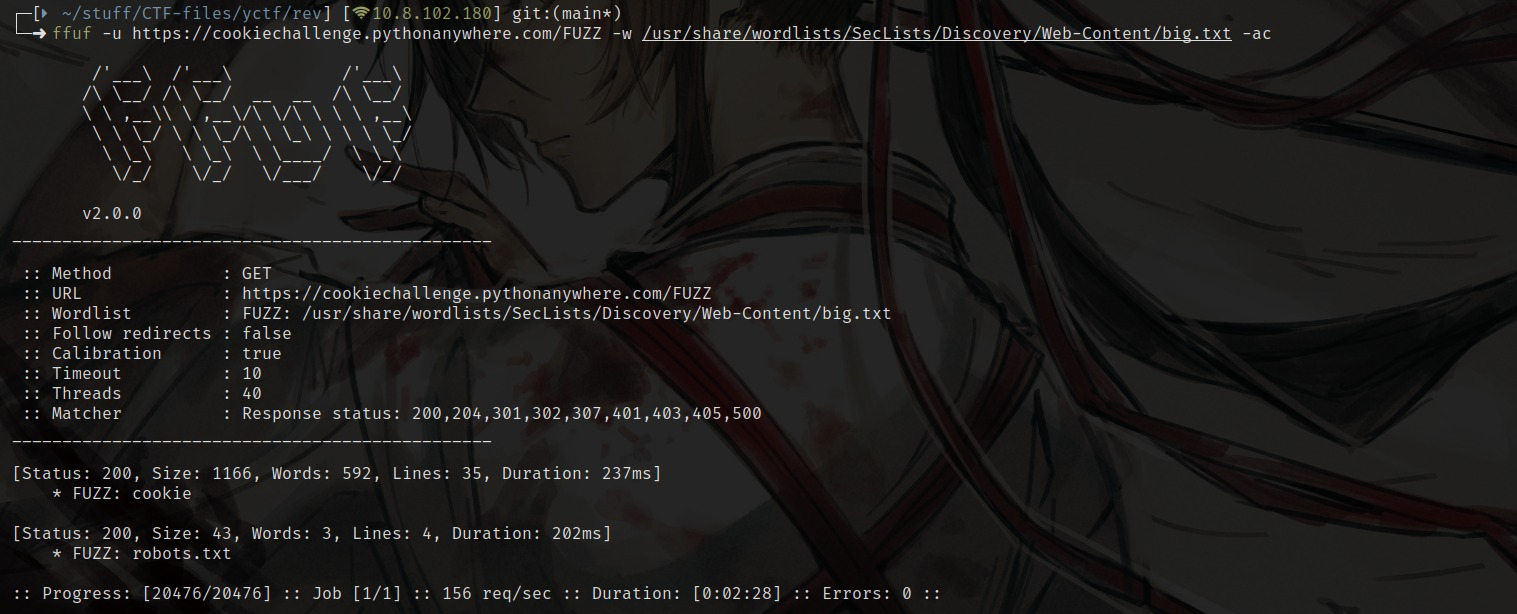 [ ~/stuff/CTF-files/yctf/rev] [10.8.102.180] git:(main*)
ffuf -u https://cookiechallenge.pythonanywhere.com/FUZZ -w /usr/share/wordlists/SecLists/Discovery/Web-Content/big.txt -ac
v2.0.0
________________________________________________
:: Method : GET
:: URL : https://cookiechallenge.pythonanywhere.com/FUZZ
:: Wordlist : FUZZ: /usr/share/wordlists/SecLists/Discovery/Web-Content/big.txt
:: Follow redirects : false
:: Calibration : true
:: Timeout : 10
:: Threads : 40
:: Matcher : Response status: 200,204,301,302,307,401,403,405,500
________________________________________________
[Status: 200, Size: 1166, Words: 592, Lines: 35, Duration: 237ms]
* FUZZ: cookie
[Status: 200, Size: 43, Words: 3, Lines: 4, Duration: 202ms]
* FUZZ: robots.txt
:: Progress: [20476/20476] :: Job [1/1] :: 156 req/sec :: Duration: [0:02:28] :: Errors: 0 ::